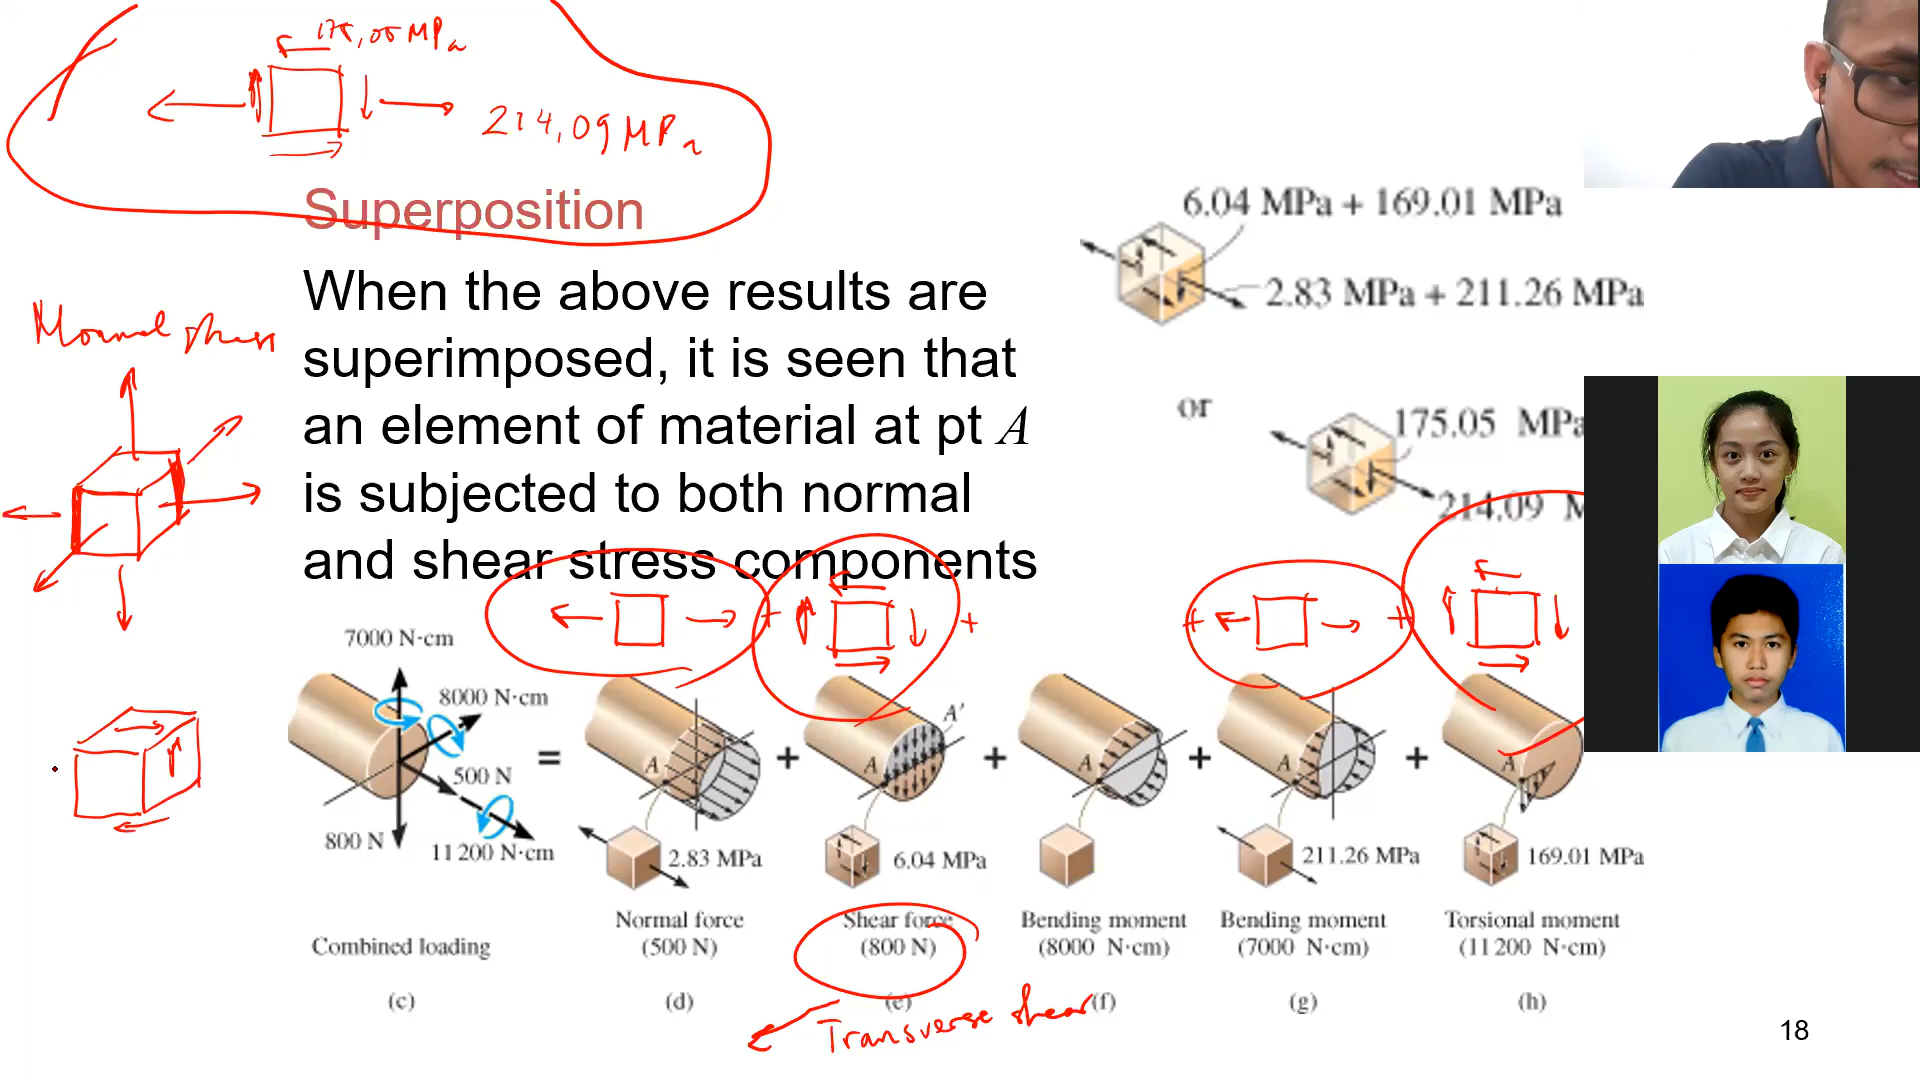 175,05 MPa
214,09 MPa
Superposition
When the above results are
superimposed, it is seen that
an element of material at pt A
is subjected to both normal
and shear stress components
6.04 MPa + 169.01 MPa
2.83 MPa + 211.26 MPa
or
175.05 MPa
214.09 M
Normal stress
+ + + +
7000 N·cm
8000 N·cm
500 N
800 N
11 200 N·cm
= + + + +
A
A'
A
A
A
A
2.83 MPa
6.04 MPa
211.26 MPa
169.01 MPa
Combined loading
(c)
Normal force
(500 N)
(d)
Shear force
(800 N)
(e)
Bending moment
(8000 N·cm)
(f)
Bending moment
(7000 N·cm)
(g)
Torsional moment
(11 200 N·cm)
(h)
Transverse shear
18